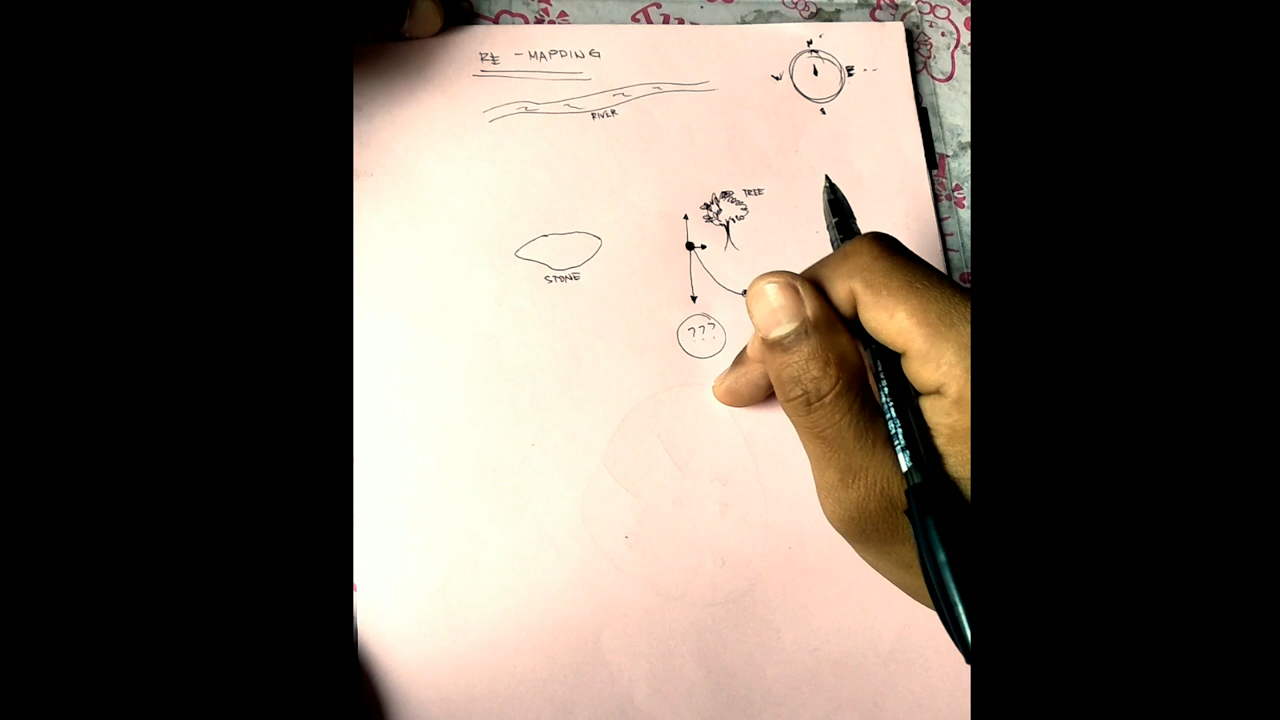 RE - MAPPING
N
W
E
S
RIVER
TREE
STONE
???